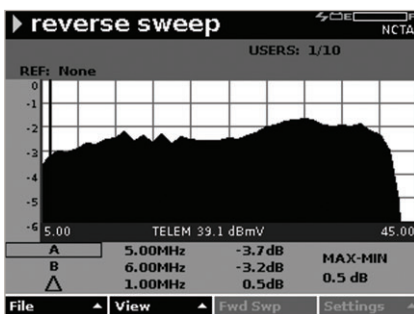 reverse sweep
E F
NCTA
USERS: 1/10
REF: None
0
-1
-2
-3
-4
-5
-6
5.00 TELEM 39.1 dBmV 45.00
A 5.00MHz -3.7dB
B 6.00MHz -3.2dB
Δ 1.00MHz 0.5dB
MAX-MIN
0.5 dB
File View Fwd Swp Settings